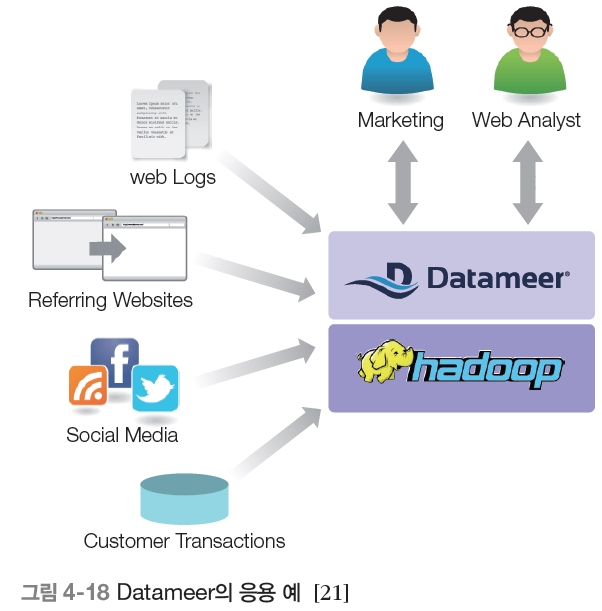 Marketing
Web Analyst
web Logs
Datameer®
Referring Websites
hadoop
Social Media
Customer Transactions
그림 4-18 Datameer의 응용 예 [21]